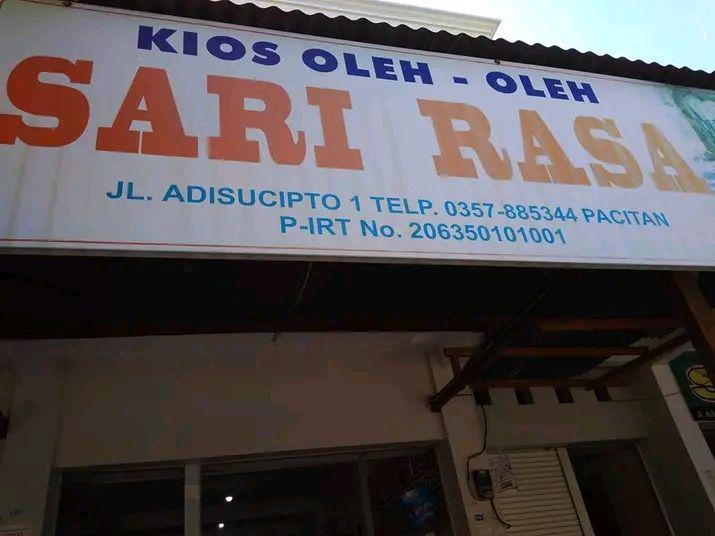 KIOS OLEH - OLEH
SARI RASA
JL. ADISUCIPTO 1 TELP. 0357-885344 PACITAN
P-IRT No. 206350101001